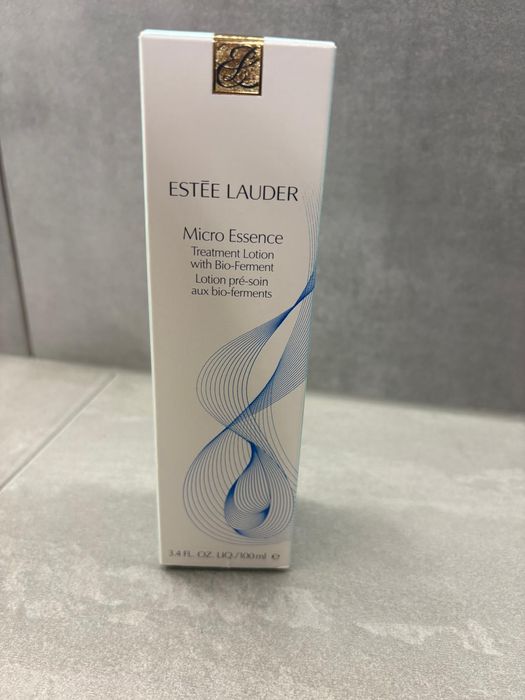 EL
ESTĒE LAUDER
Micro Essence
Treatment Lotion
with Bio-Ferment
Lotion pré-soin
aux bio-ferments
3.4 FL. OZ. LIQ./100 ml ℮